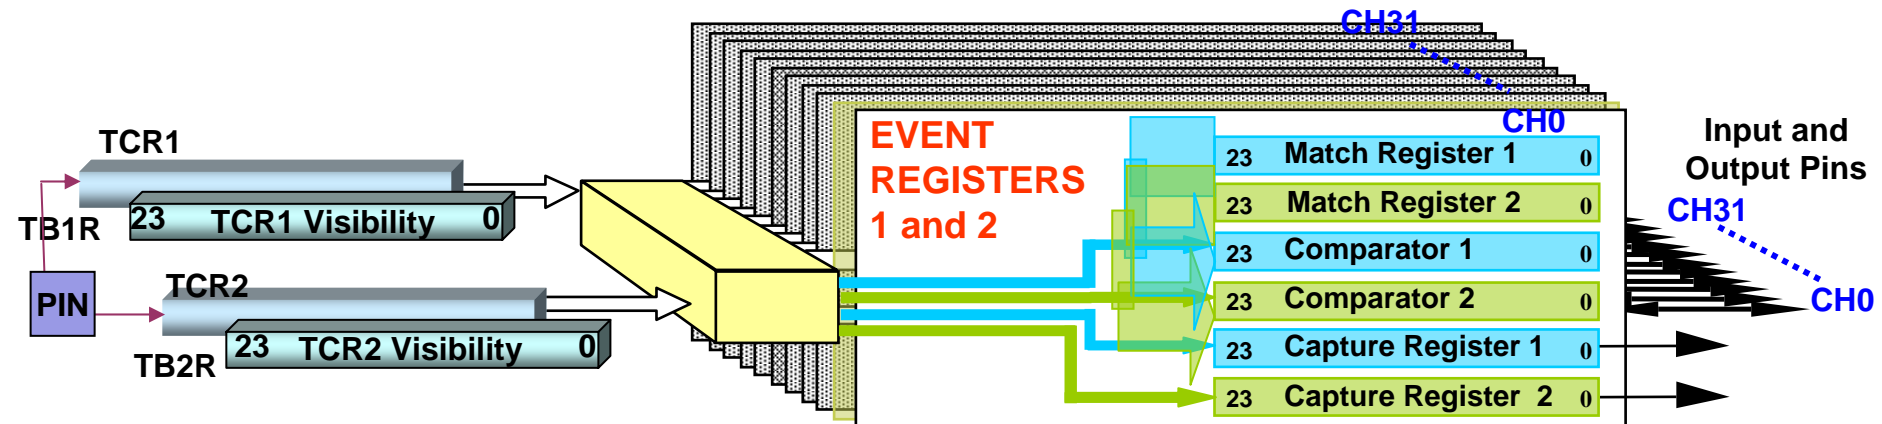 TCR1
23 TCR1 Visibility 0
TB1R
PIN
TCR2
23 TCR2 Visibility 0
TB2R
CH31
CH0
EVENT
REGISTERS
1 and 2
23 Match Register 1 0
23 Match Register 2 0
23 Comparator 1 0
23 Comparator 2 0
23 Capture Register 1 0
23 Capture Register 2 0
Input and
Output Pins
CH31
CH0